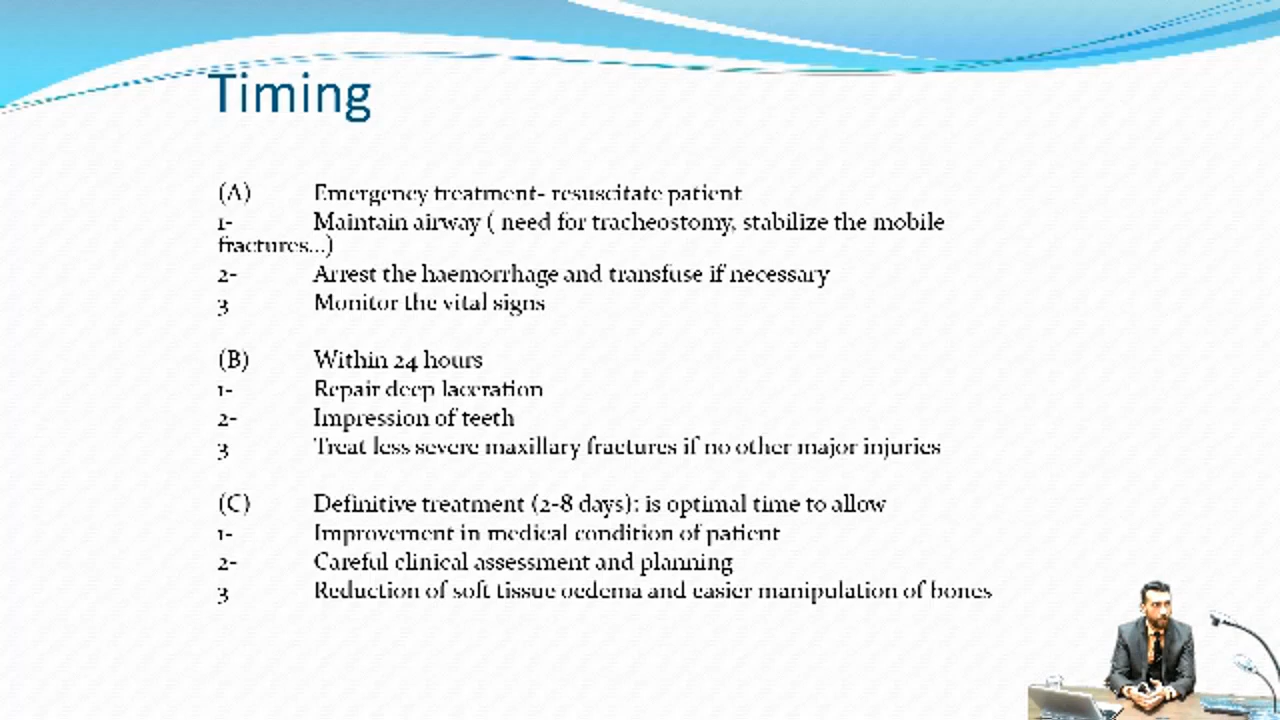 Timing
(A) Emergency treatment- resuscitate patient
1- Maintain airway ( need for tracheostomy, stabilize the mobile
fractures...)
2- Arrest the haemorrhage and transfuse if necessary
3 Monitor the vital signs
(B) Within 24 hours
1- Repair deep laceration
2- Impression of teeth
3 Treat less severe maxillary fractures if no other major injuries
(C) Definitive treatment (2-8 days): is optimal time to allow
1- Improvement in medical condition of patient
2- Careful clinical assessment and planning
3 Reduction of soft tissue oedema and easier manipulation of bones